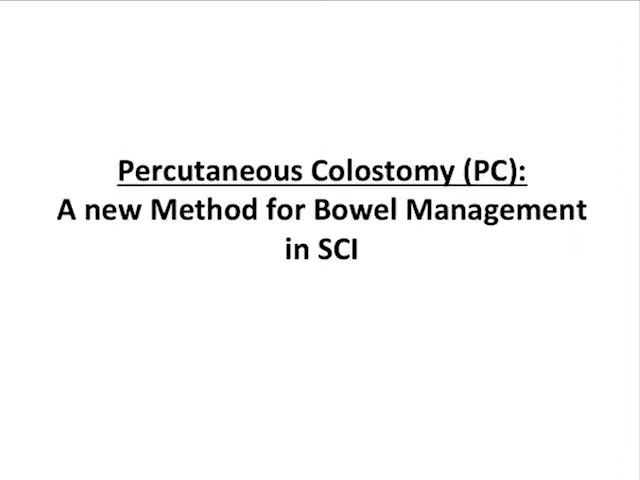 Percutaneous Colostomy (PC):
A new Method for Bowel Management
in SCI